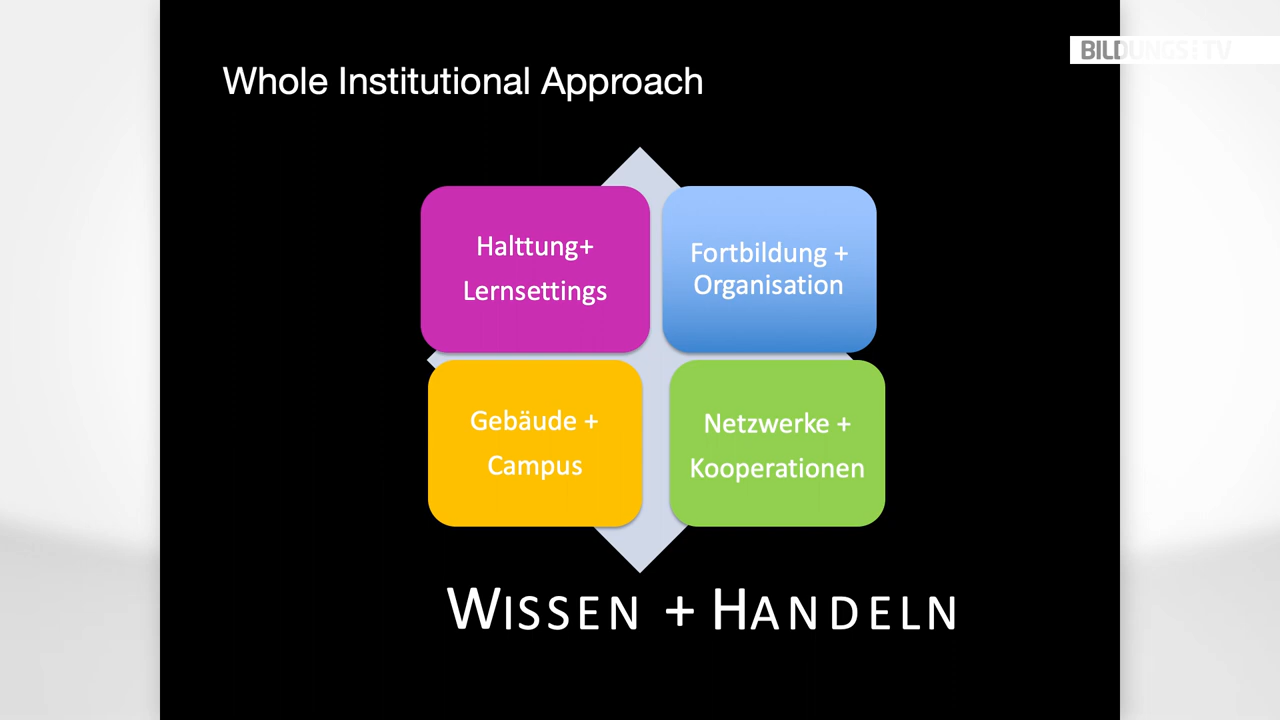 BILDUNGS TV
Whole Institutional Approach
Halttung+
Lernsettings
Fortbildung +
Organisation
Gebäude +
Campus
Netzwerke +
Kooperationen
WISSEN + HANDELN